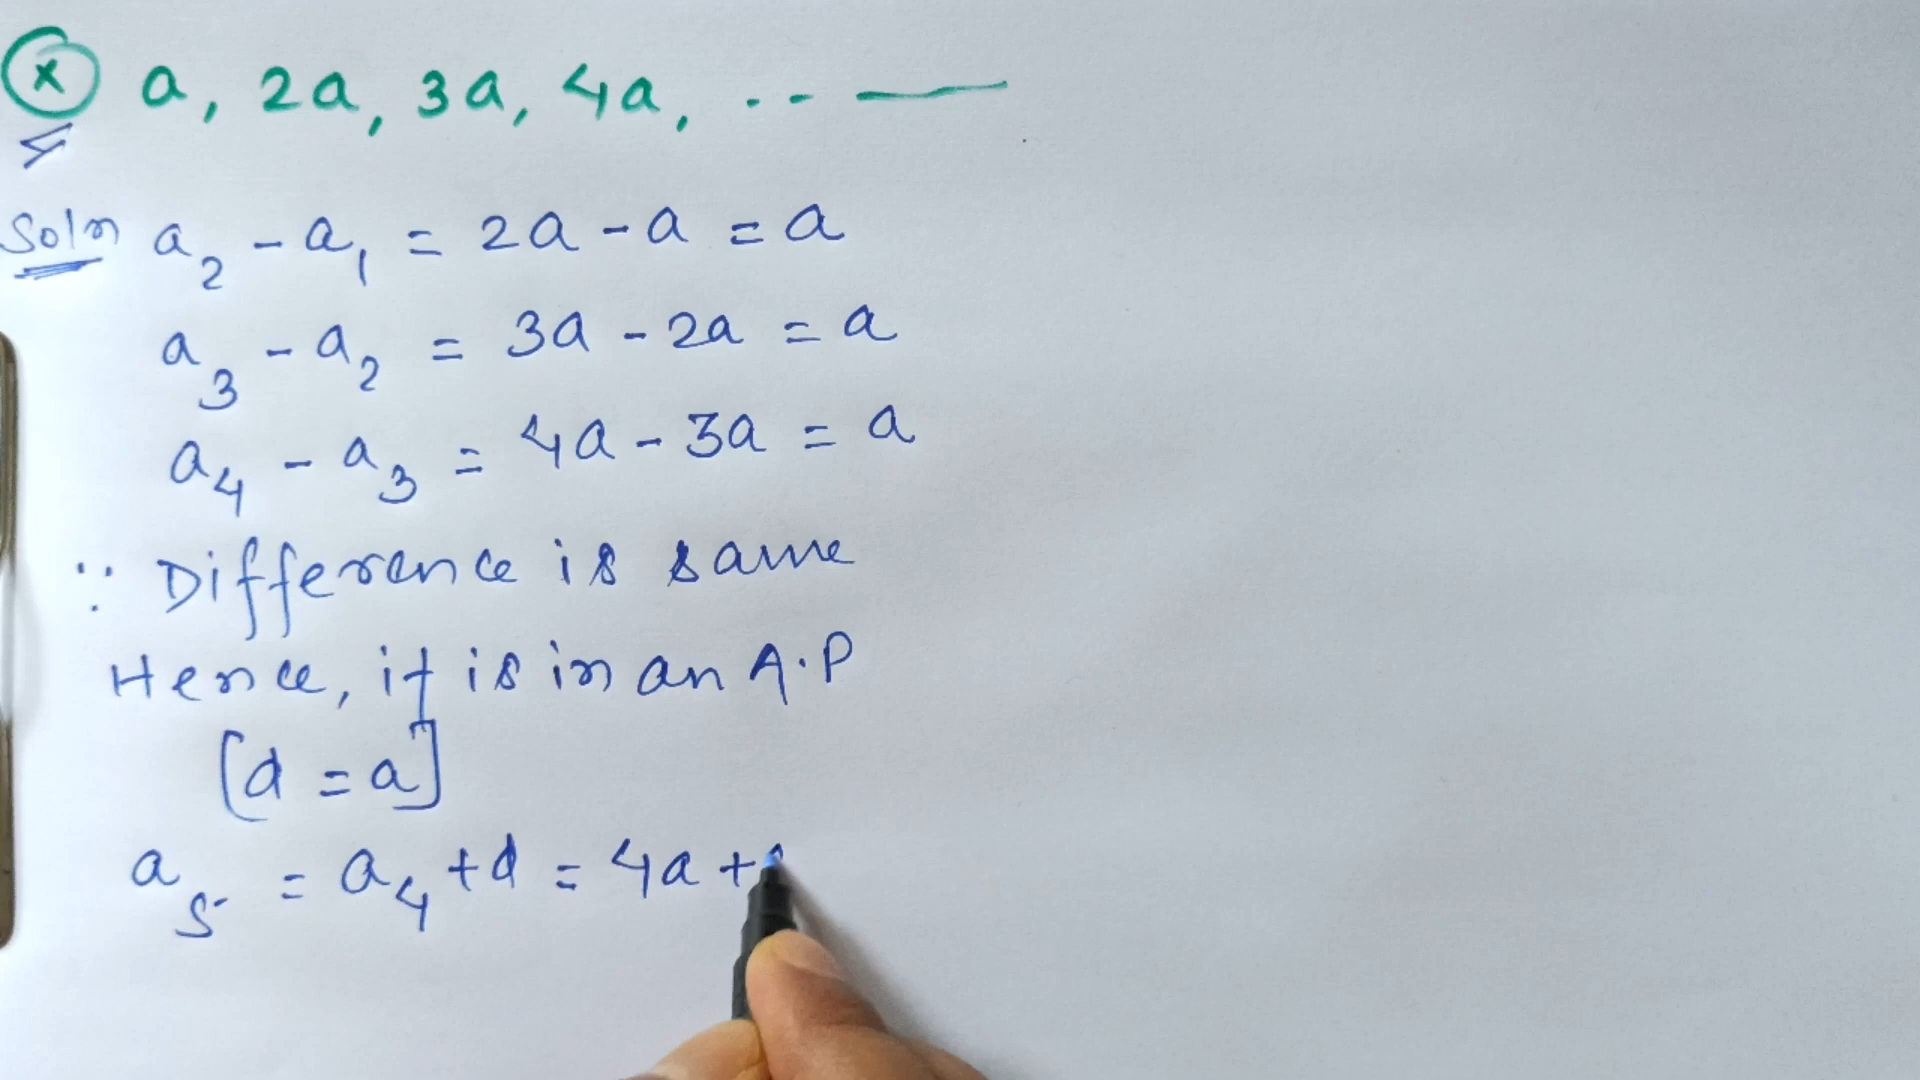 (x) a, 2a, 3a, 4a, .. —
Soln a₂ - a₁ = 2a - a = a
a₃ - a₂ = 3a - 2a = a
a₄ - a₃ = 4a - 3a = a
∵ Difference is same
Hence, it is in an A.P
[d = a]
a₅ = a₄ + d = 4a +